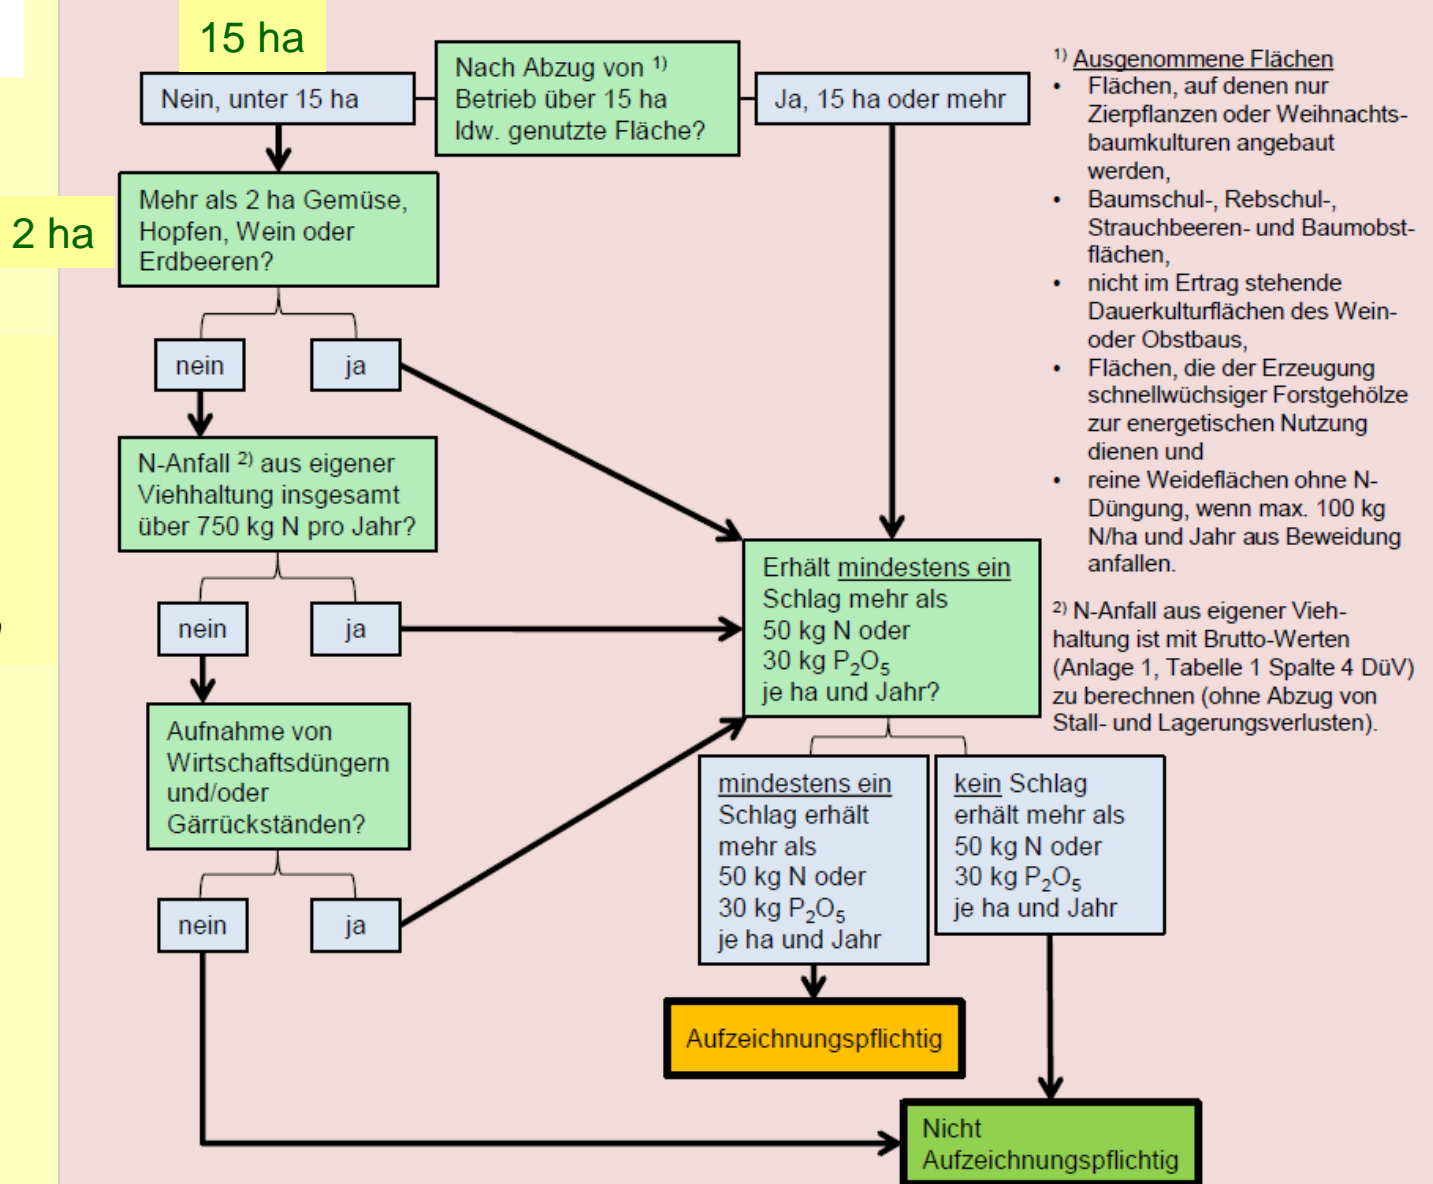 15 ha
Nach Abzug von ¹⁾
Betrieb über 15 ha
ldw. genutzte Fläche?
Nein, unter 15 ha
Ja, 15 ha oder mehr
2 ha
Mehr als 2 ha Gemüse,
Hopfen, Wein oder
Erdbeeren?
nein
ja
N-Anfall ²⁾ aus eigener
Viehhaltung insgesamt
über 750 kg N pro Jahr?
nein
ja
Aufnahme von
Wirtschaftsdüngern
und/oder
Gärrückständen?
nein
ja
Erhält mindestens ein
Schlag mehr als
50 kg N oder
30 kg P₂O₅
je ha und Jahr?
mindestens ein
Schlag erhält
mehr als
50 kg N oder
30 kg P₂O₅
je ha und Jahr
kein Schlag
erhält mehr als
50 kg N oder
30 kg P₂O₅
je ha und Jahr
Aufzeichnungspflichtig
Nicht
Aufzeichnungspflichtig
¹⁾ Ausgenommene Flächen
• Flächen, auf denen nur
Zierpflanzen oder Weihnachts-
baumkulturen angebaut
werden,
• Baumschul-, Rebschul-,
Strauchbeeren- und Baumobst-
flächen,
• nicht im Ertrag stehende
Dauerkulturflächen des Wein-
oder Obstbaus,
• Flächen, die der Erzeugung
schnellwüchsiger Forstgehölze
zur energetischen Nutzung
dienen und
• reine Weideflächen ohne N-
Düngung, wenn max. 100 kg
N/ha und Jahr aus Beweidung
anfallen.
²⁾ N-Anfall aus eigener Vieh-
haltung ist mit Brutto-Werten
(Anlage 1, Tabelle 1 Spalte 4 DüV)
zu berechnen (ohne Abzug von
Stall- und Lagerungsverlusten).